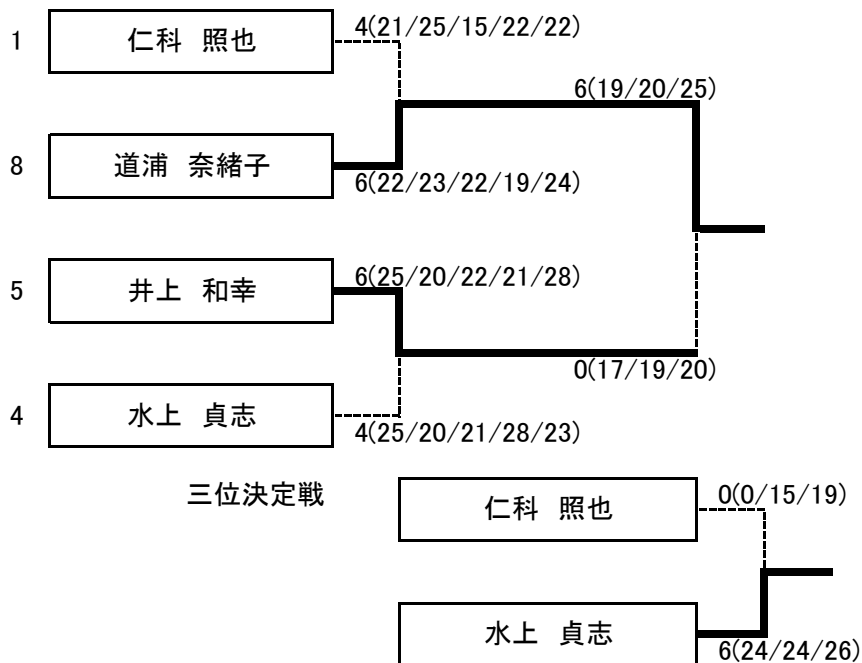 1 仁科 照也 4(21/25/15/22/22)
6(19/20/25)
8 道浦 奈緒子 6(22/23/22/19/24)
5 井上 和幸 6(25/20/22/21/28)
0(17/19/20)
4 水上 貞志 4(25/20/21/28/23)
三位決定戦
仁科 照也 0(0/15/19)
水上 貞志 6(24/24/26)